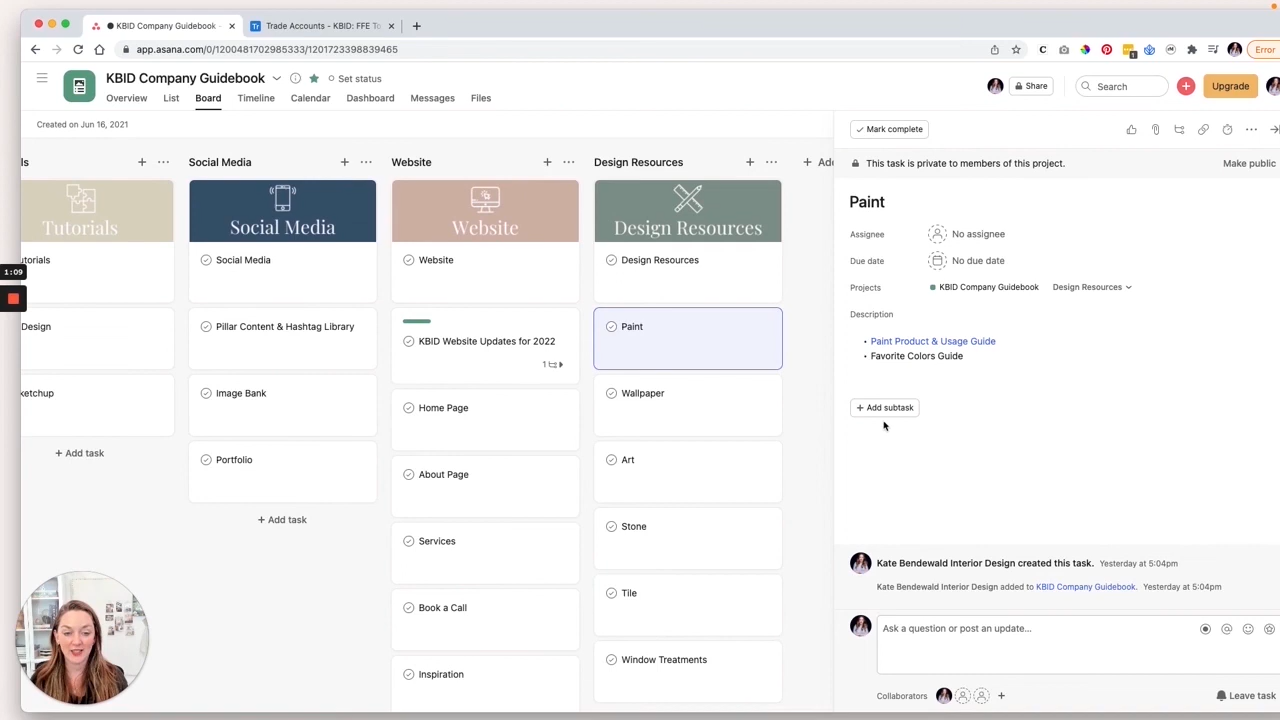 KBID Company Guidebook
Trade Accounts - KBID: FFE To
app.asana.com/0/1200481702985333/1201723398839465
Error
KBID Company Guidebook
Set status
Share
Search
Upgrade
Overview
List
Board
Timeline
Calendar
Dashboard
Messages
Files
Created on Jun 16, 2021
ls
Tutorials
utorials
Design
ketchup
+ Add task
Social Media
Social Media
Social Media
Pillar Content & Hashtag Library
Image Bank
Portfolio
+ Add task
Website
Website
Website
KBID Website Updates for 2022
1
Home Page
About Page
Services
Book a Call
Inspiration
Design Resources
Design Resources
Design Resources
Paint
Wallpaper
Art
Stone
Tile
Window Treatments
+ Add
Mark complete
This task is private to members of this project.
Make public
Paint
Assignee
No assignee
Due date
No due date
Projects
KBID Company Guidebook
Design Resources
Description
• Paint Product & Usage Guide
• Favorite Colors Guide
+ Add subtask
Kate Bendewald Interior Design created this task. Yesterday at 5:04pm
Kate Bendewald Interior Design added to KBID Company Guidebook. Yesterday at 5:04pm
Ask a question or post an update...
Collaborators
Leave task
1:09